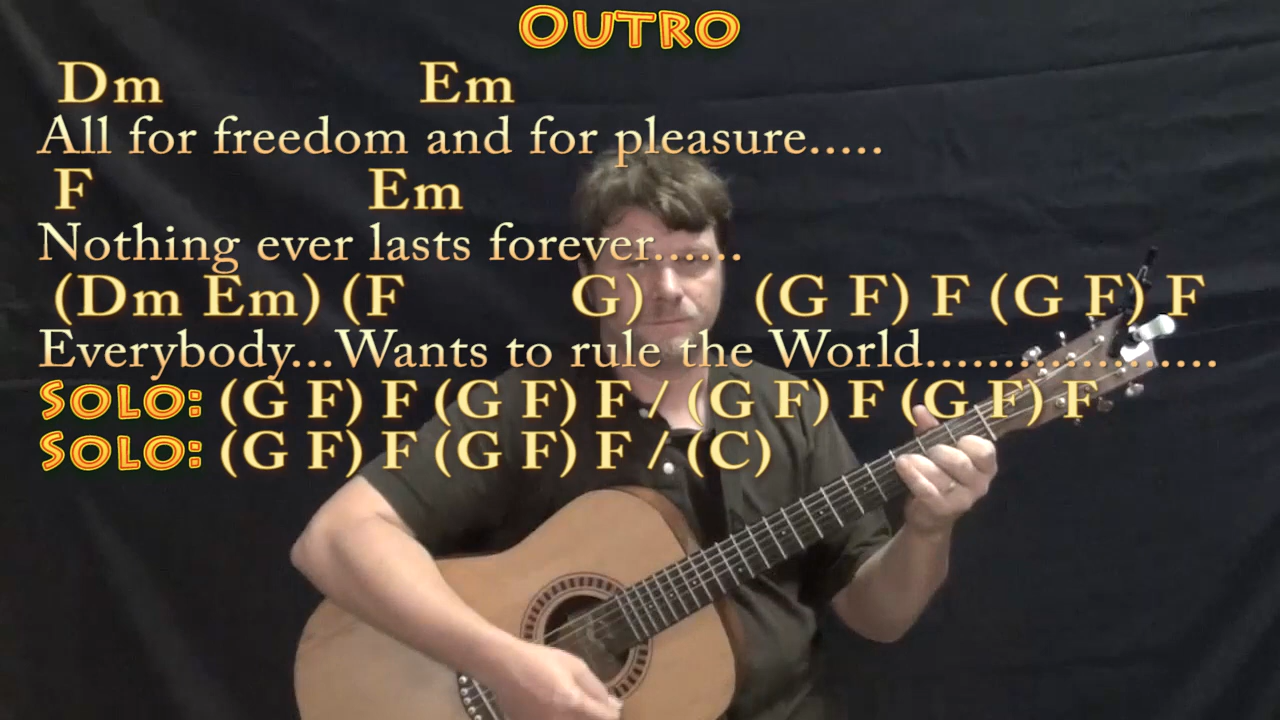 OUTRO
Dm Em
All for freedom and for pleasure.....
F Em
Nothing ever lasts forever......
(Dm Em) (F G) (G F) F (G F) F
Everybody...Wants to rule the World...................
SOLO: (G F) F (G F) F / (G F) F (G F) F
SOLO: (G F) F (G F) F / (C)